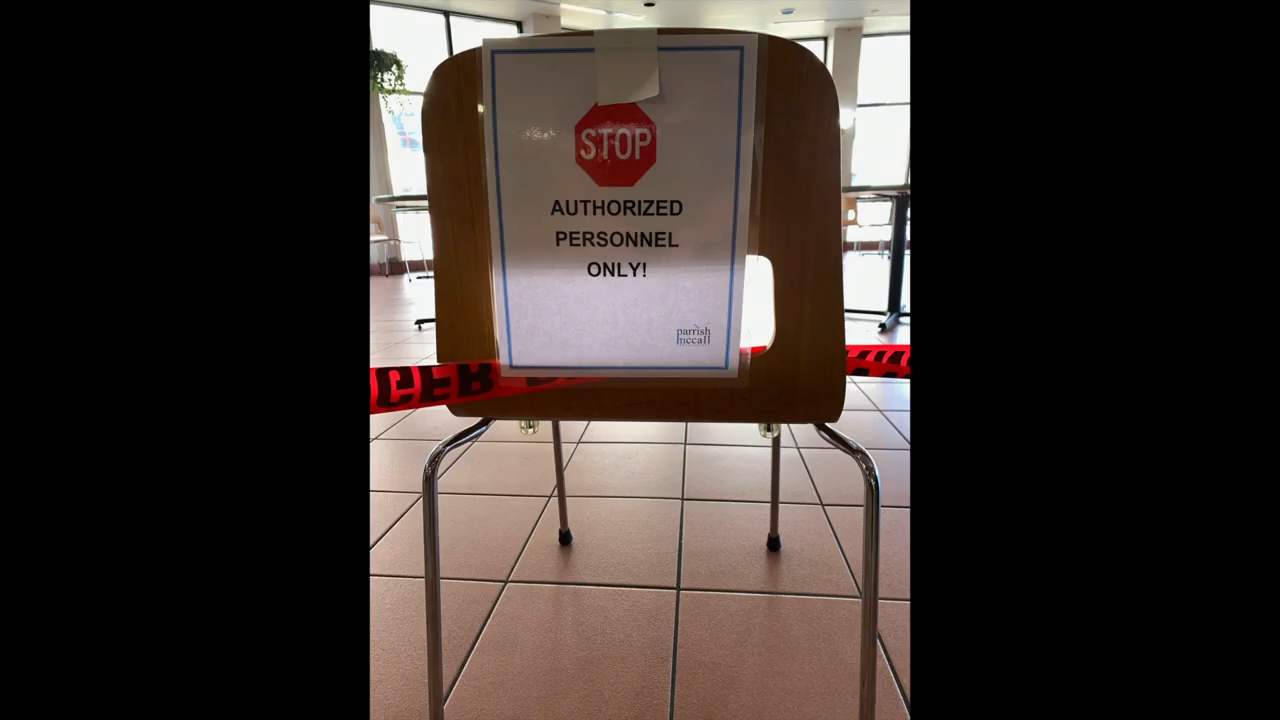 STOP
AUTHORIZED
PERSONNEL
ONLY!
parrish
mccall